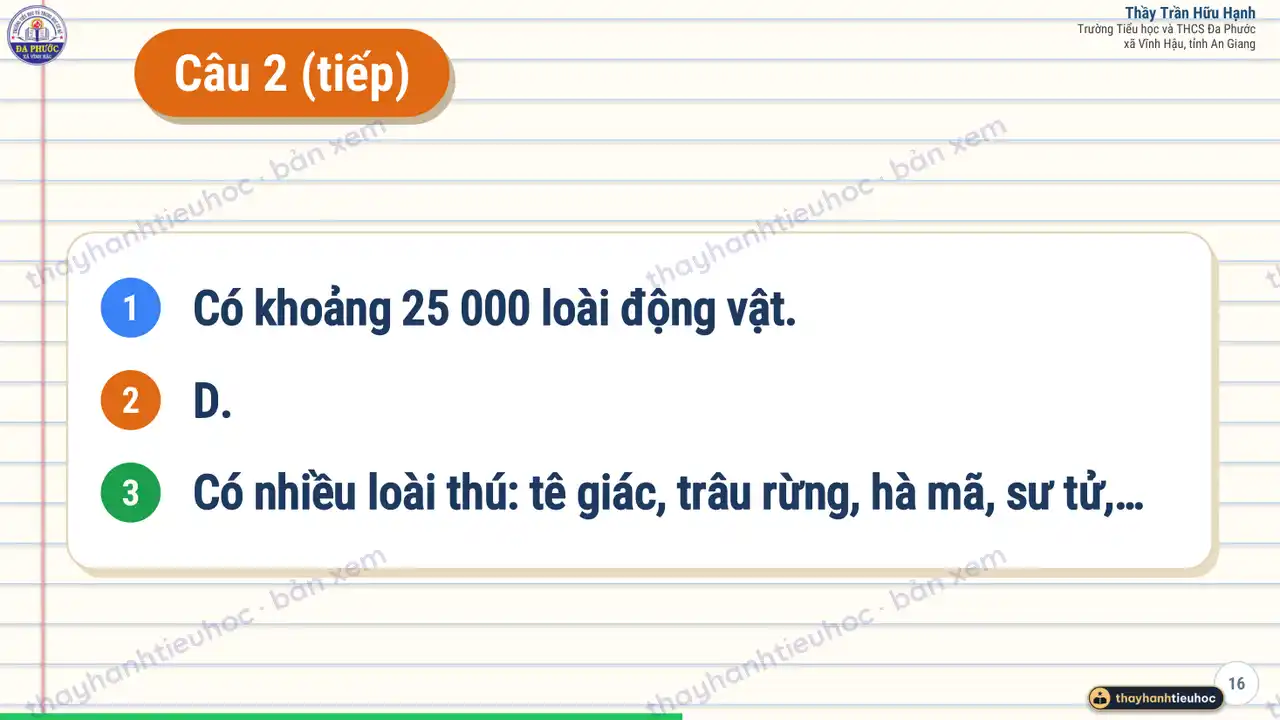 Thầy Trần Hữu Hạnh
Trường Tiểu học và THCS Đa Phước
xã Vĩnh Hậu, tỉnh An Giang
ĐA PHƯỚC
XÃ VĨNH HẬU
Câu 2 (tiếp)
thayhanhtieuhoc · bản xem
thayhanhtieuhoc · bản xem
1 Có khoảng 25 000 loài động vật.
2 D.
3 Có nhiều loài thú: tê giác, trâu rừng, hà mã, sư tử,...
thayhanhtieuhoc · bản xem
thayhanhtieuhoc · bản xem
16
thayhanhtieuhoc